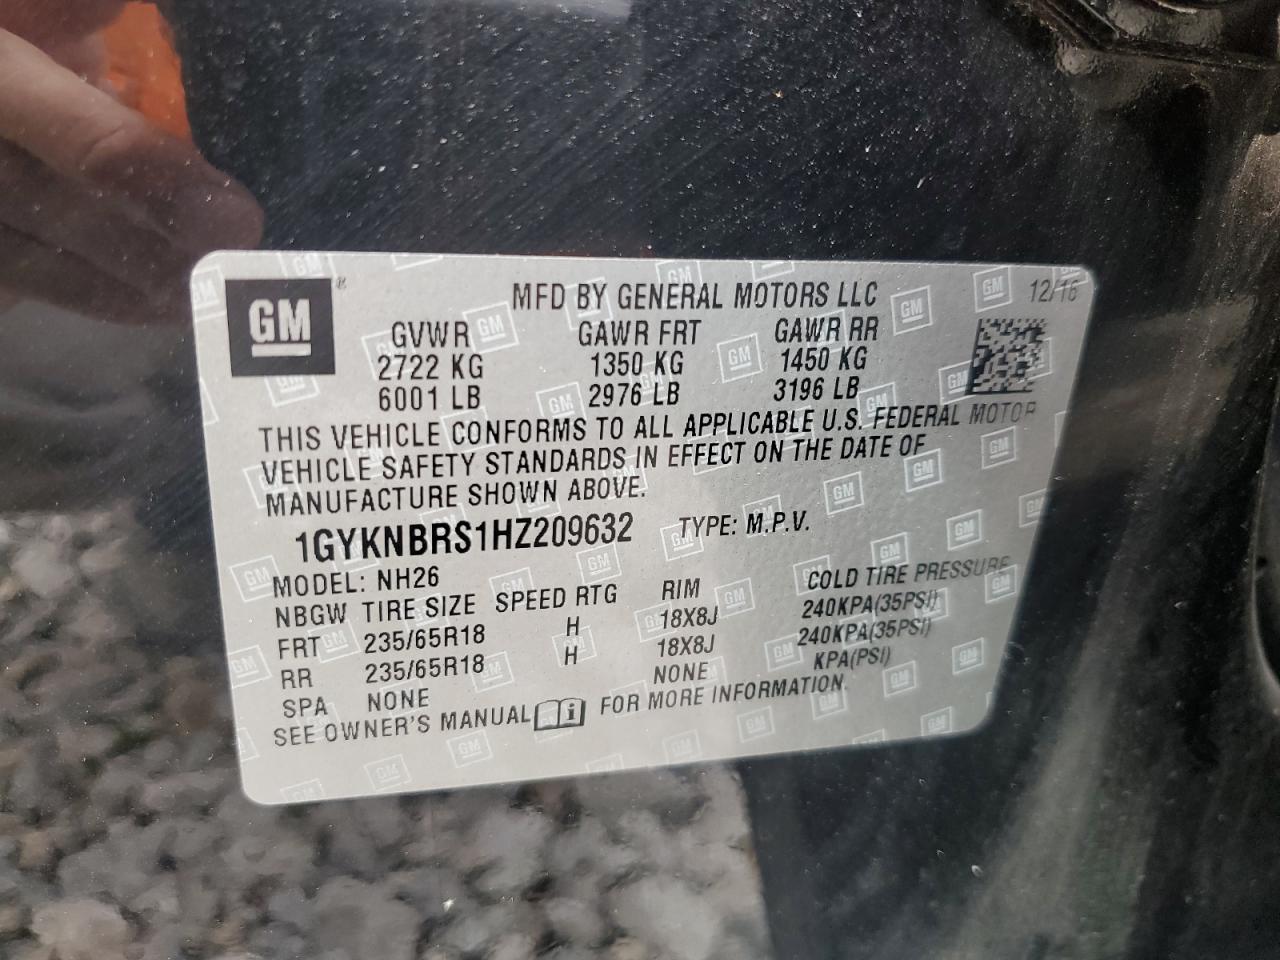 GM ®
MFD BY GENERAL MOTORS LLC 12/16
GVWR GAWR FRT GAWR RR
2722 KG 1350 KG 1450 KG
6001 LB 2976 LB 3196 LB
THIS VEHICLE CONFORMS TO ALL APPLICABLE U.S. FEDERAL MOTOR
VEHICLE SAFETY STANDARDS IN EFFECT ON THE DATE OF
MANUFACTURE SHOWN ABOVE.
1GYKNBRS1HZ209632 TYPE: M.P.V.
MODEL: NH26
NBGW TIRE SIZE SPEED RTG RIM COLD TIRE PRESSURE
FRT 235/65R18 H 18X8J 240KPA(35PSI)
RR 235/65R18 H 18X8J 240KPA(35PSI)
SPA NONE NONE KPA(PSI)
SEE OWNER'S MANUAL FOR MORE INFORMATION.